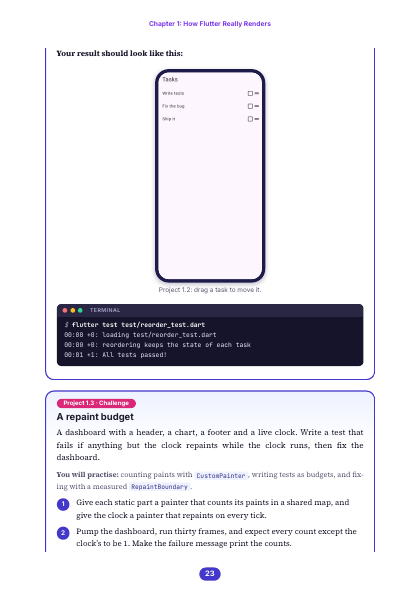 Chapter 1: How Flutter Really Renders
Your result should look like this:
Tasks
Write tests
Fix the bug
Ship it
Project 1.2: drag a task to move it.
TERMINAL
$ flutter test test/reorder_test.dart
00:00 +0: loading test/reorder_test.dart
00:00 +0: reordering keeps the state of each task
00:01 +1: All tests passed!
Project 1.3 · Challenge
A repaint budget
A dashboard with a header, a chart, a footer and a live clock. Write a test that
fails if anything but the clock repaints while the clock runs, then fix the
dashboard.
You will practise: counting paints with CustomPainter, writing tests as budgets, and fix-
ing with a measured RepaintBoundary.
1 Give each static part a painter that counts its paints in a shared map, and
give the clock a painter that repaints on every tick.
2 Pump the dashboard, run thirty frames, and expect every count except the
clock's to be 1. Make the failure message print the counts.
23